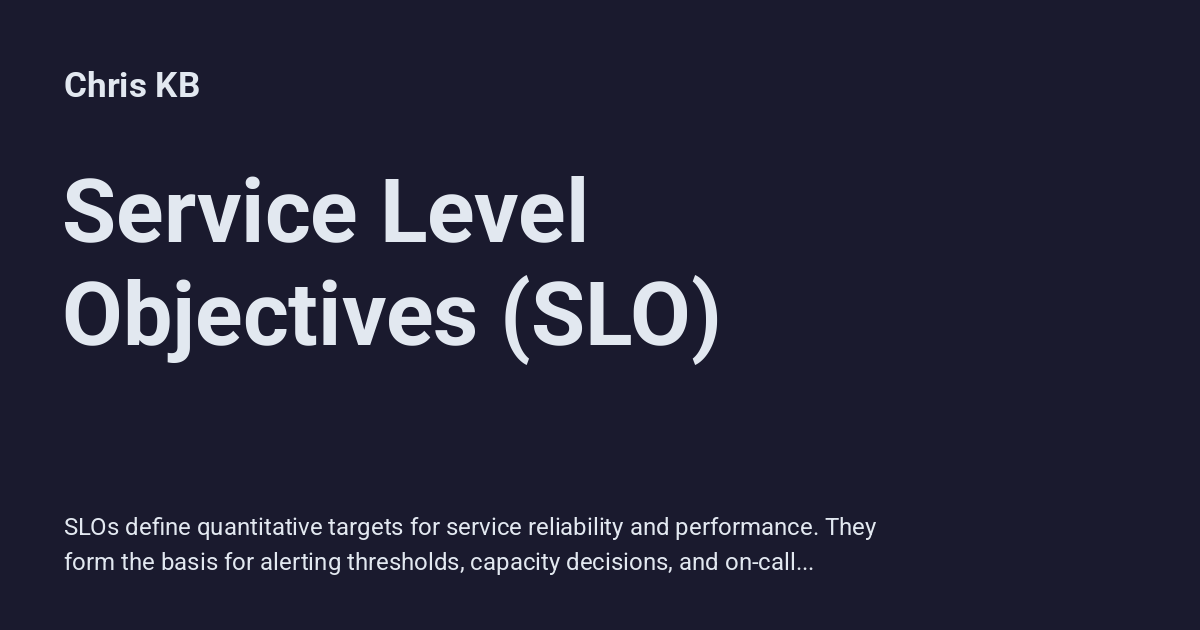 Chris KB
Service Level
Objectives (SLO)
SLOs define quantitative targets for service reliability and performance. They
form the basis for alerting thresholds, capacity decisions, and on-call...